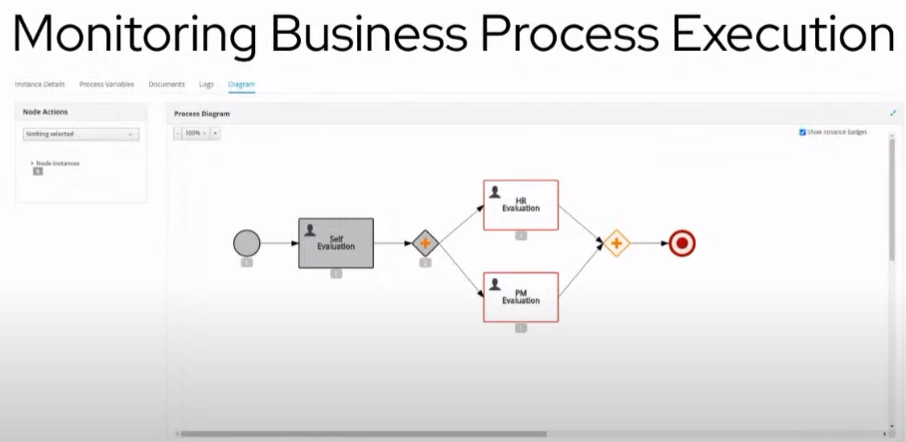 Monitoring Business Process Execution
Instance Details Process Variables Documents Logs Diagram
Node Actions
Process Diagram
Nothing selected
- 100% +
Show instance badges
Node Instances
HR
Evaluation
Self
Evaluation
PM
Evaluation